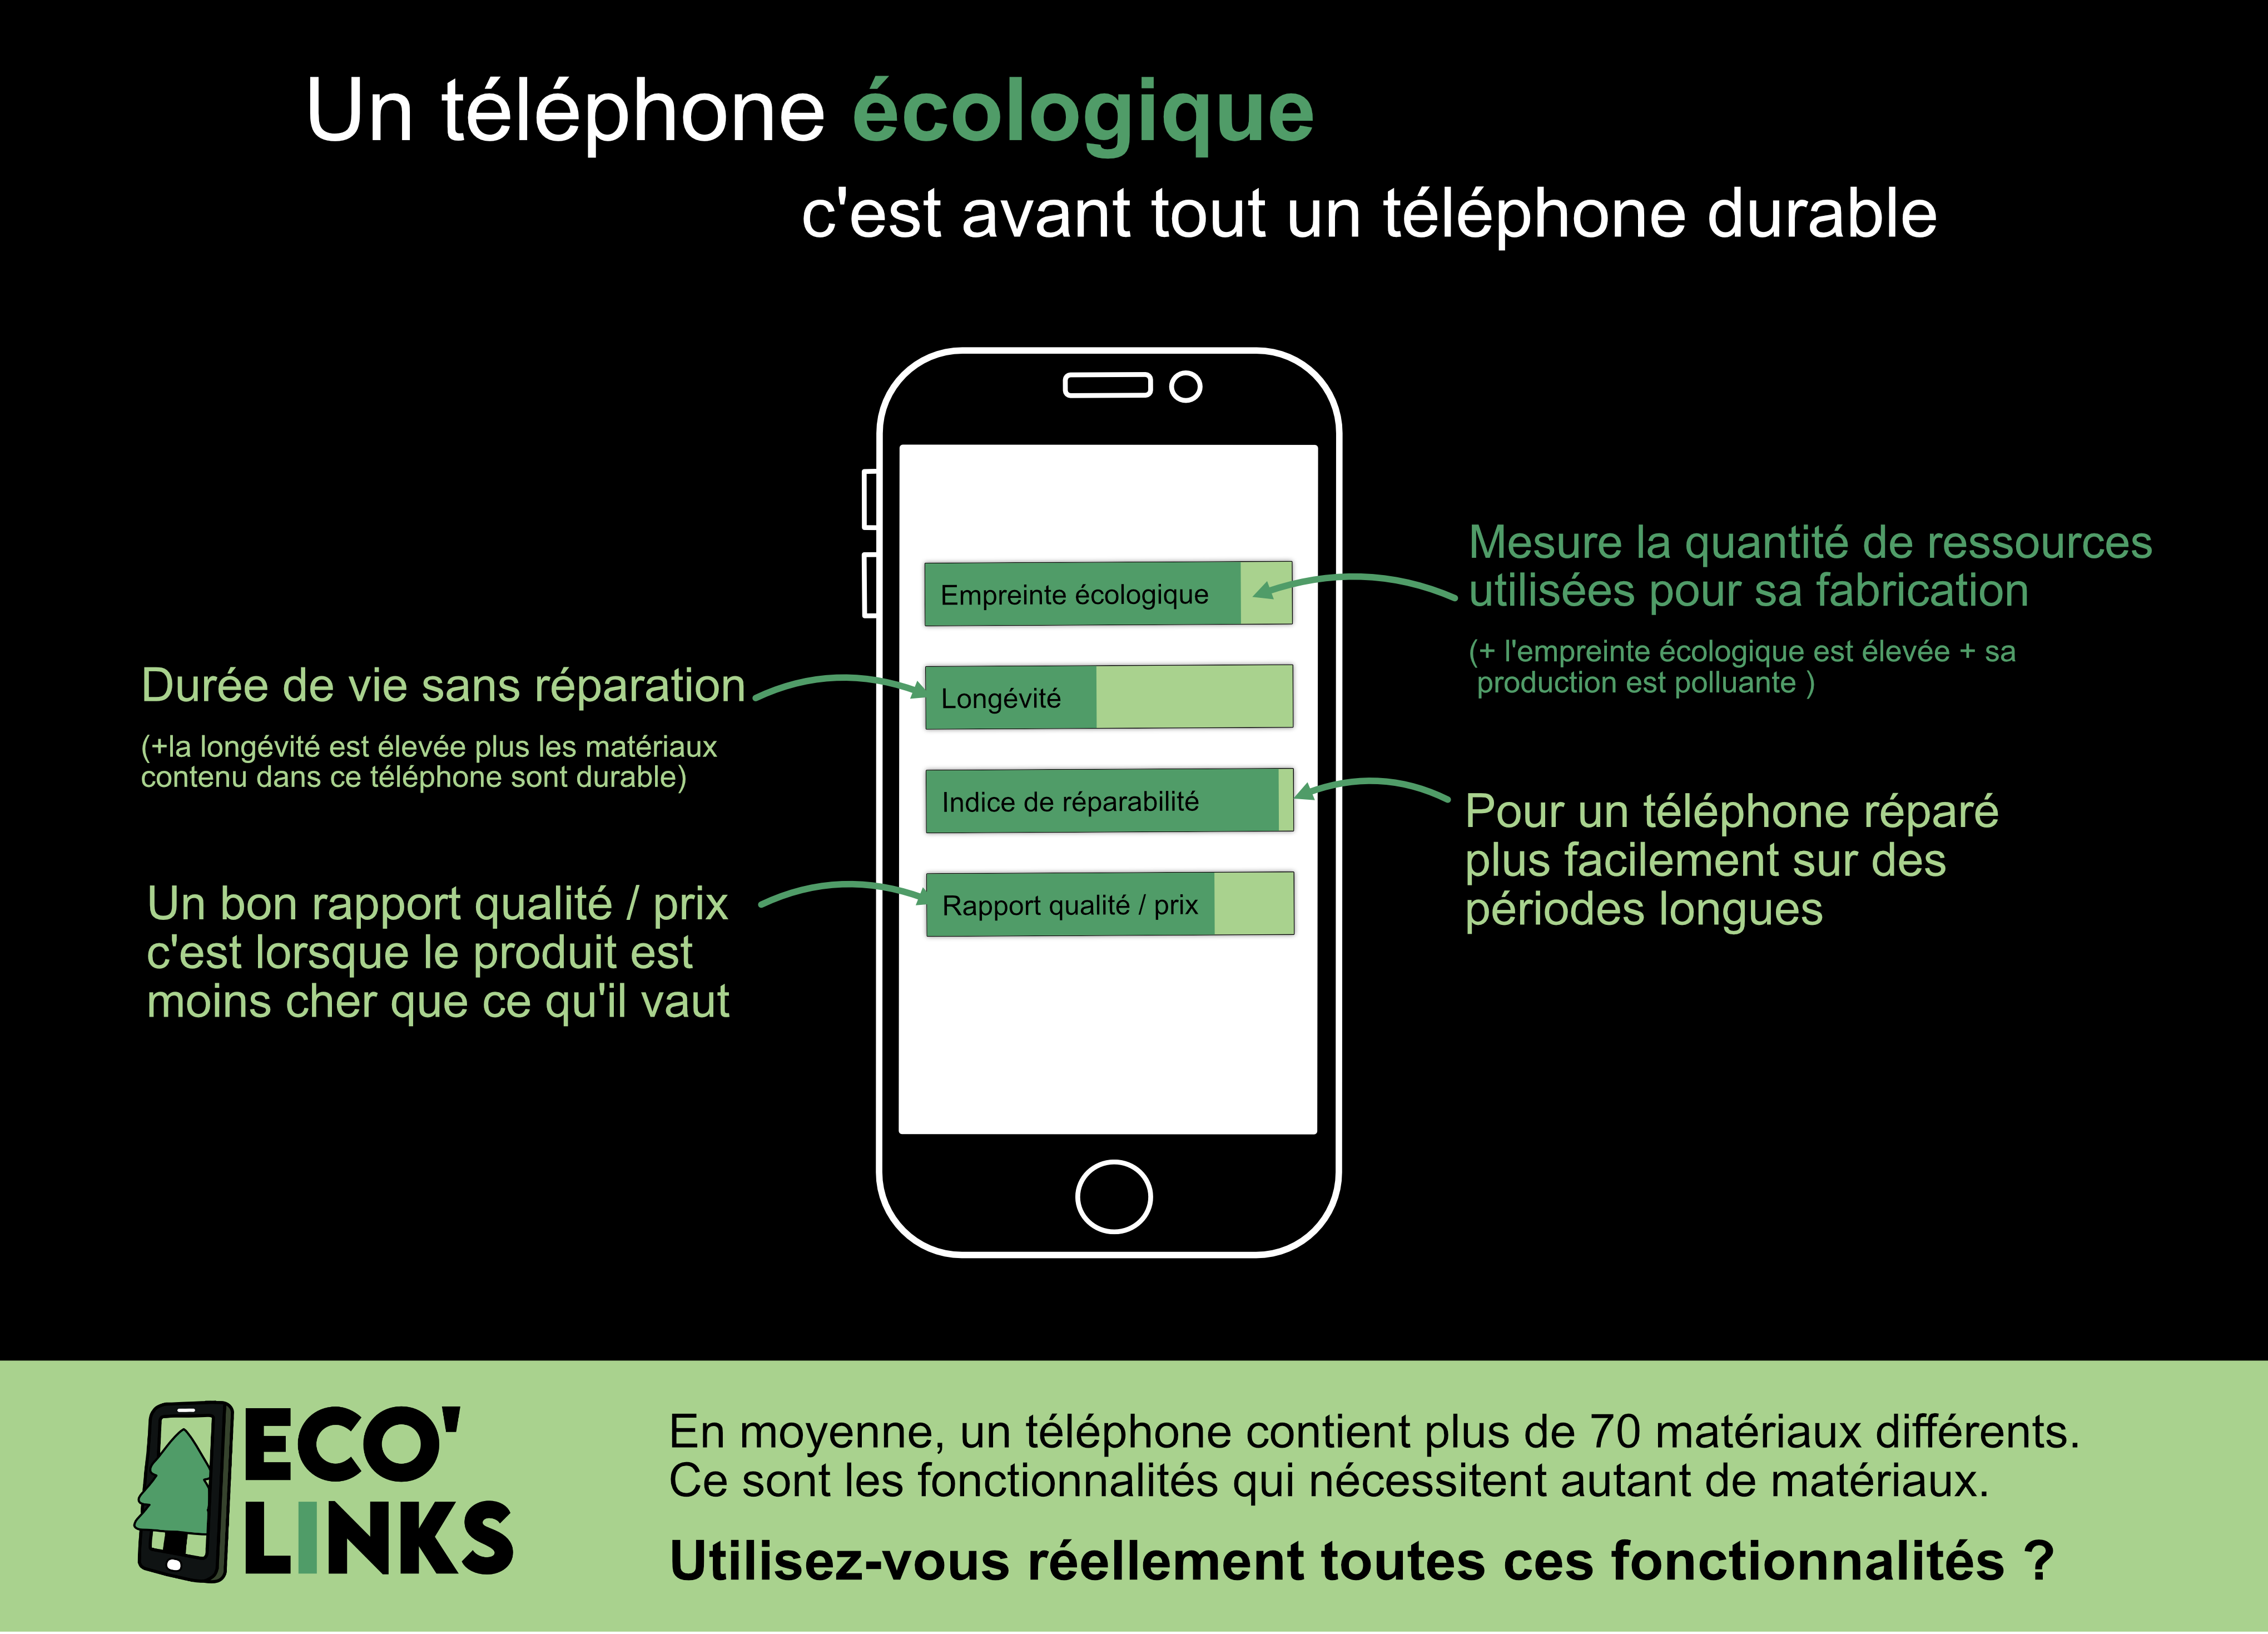 Un téléphone écologique
c'est avant tout un téléphone durable
Empreinte écologique
Longévité
Indice de réparabilité
Rapport qualité / prix
Durée de vie sans réparation
(+la longévité est élevée plus les matériaux
contenu dans ce téléphone sont durable)
Un bon rapport qualité / prix
c'est lorsque le produit est
moins cher que ce qu'il vaut
Mesure la quantité de ressources
utilisées pour sa fabrication
(+ l'empreinte écologique est élevée + sa
production est polluante )
Pour un téléphone réparé
plus facilement sur des
périodes longues
ECO'
LINKS
En moyenne, un téléphone contient plus de 70 matériaux différents.
Ce sont les fonctionnalités qui nécessitent autant de matériaux.
Utilisez-vous réellement toutes ces fonctionnalités ?